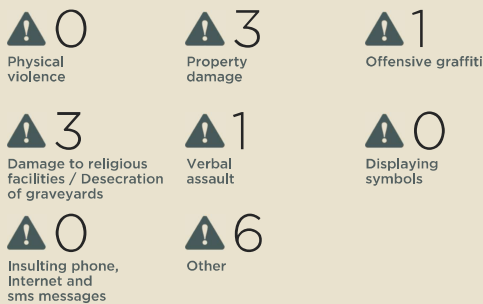 0
Physical
violence
3
Property
damage
1
Offensive graffiti
3
Damage to religious
facilities / Desecration
of graveyards
1
Verbal
assault
0
Displaying
symbols
0
Insulting phone,
Internet and
sms messages
6
Other